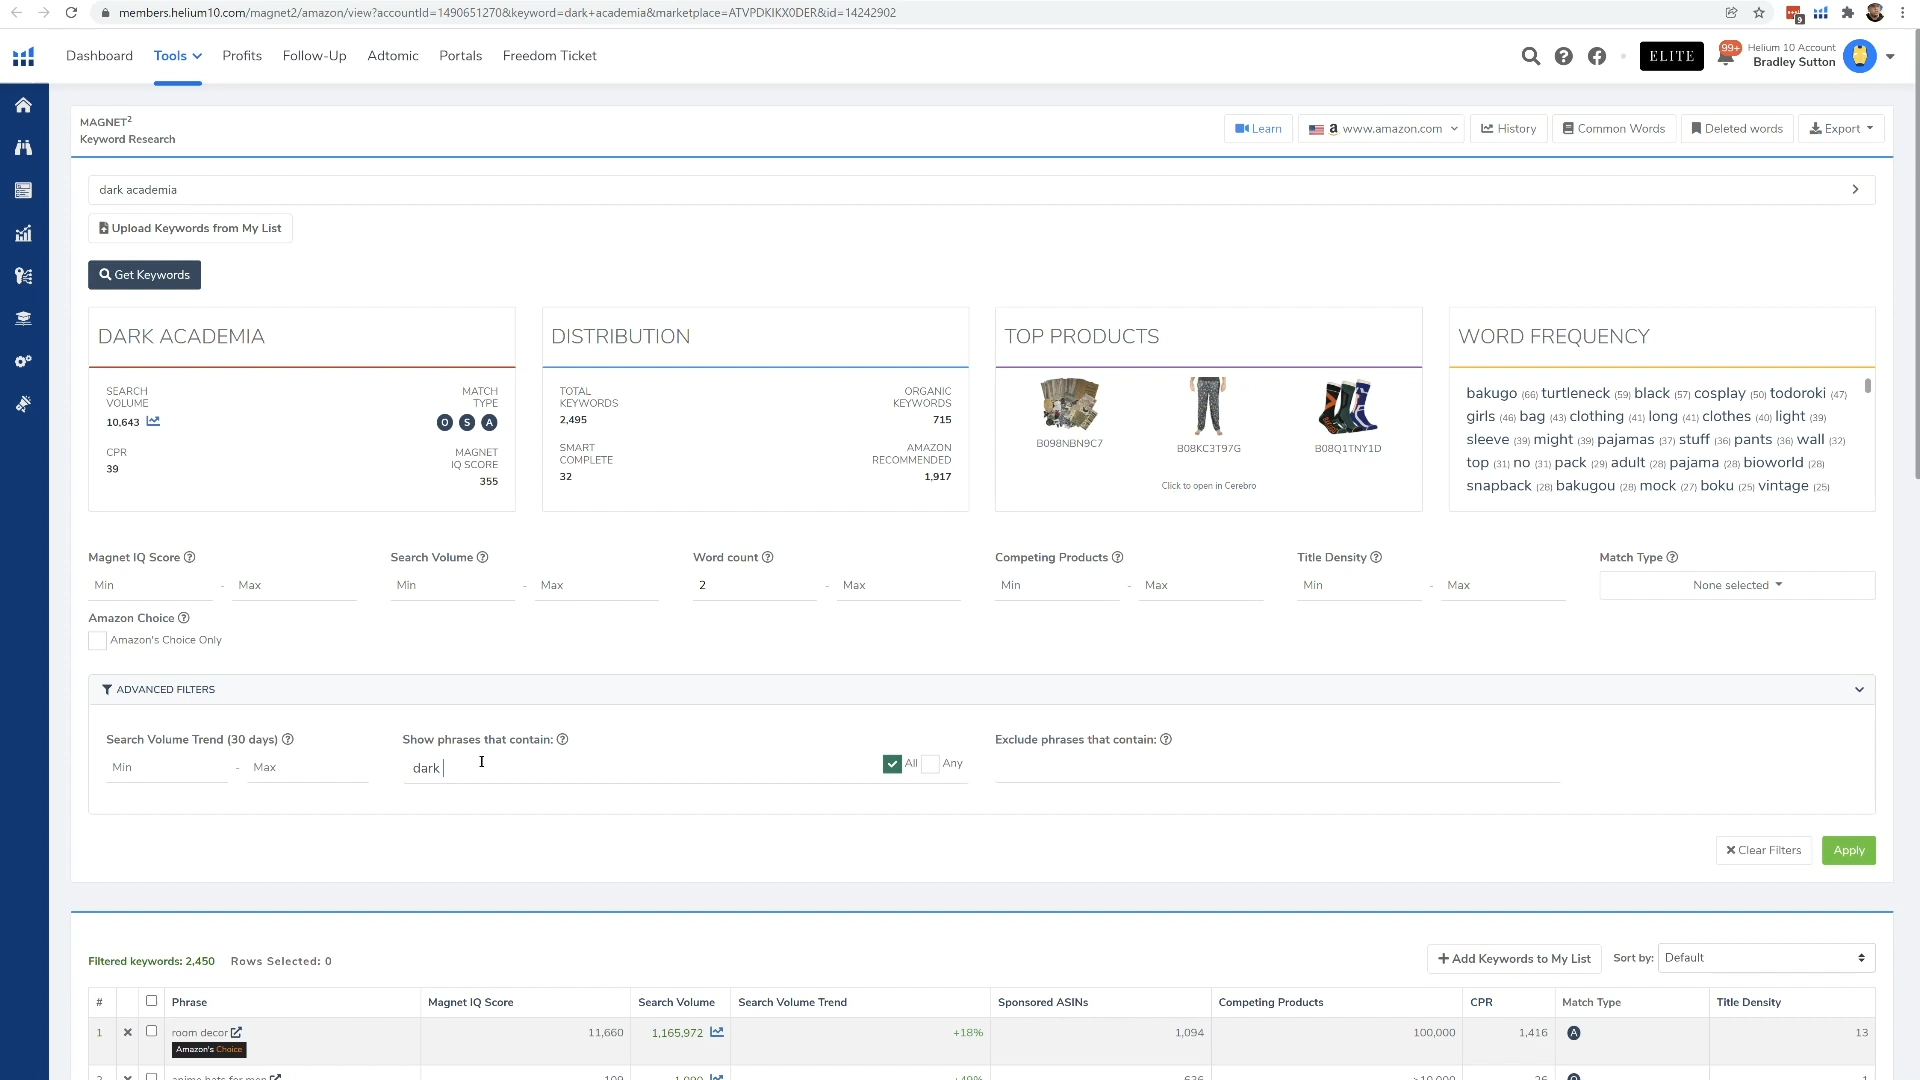 members.helium10.com/magnet2/amazon/view?accountId=1490651270&keyword=dark+academia&marketplace=ATVPDKIKX0DER&id=14242902
9
Dashboard Tools Profits Follow-Up Adtomic Portals Freedom Ticket
ELITE 99+ Helium 10 Account
Bradley Sutton
MAGNET2
Keyword Research
Learn a www.amazon.com History Common Words Deleted words Export
dark academia
Upload Keywords from My List
Get Keywords
DARK ACADEMIA
SEARCH VOLUME
10,643
MATCH TYPE
O S A
CPR
39
MAGNET IQ SCORE
355
DISTRIBUTION
TOTAL KEYWORDS
2,495
ORGANIC KEYWORDS
715
SMART COMPLETE
32
AMAZON RECOMMENDED
1,917
TOP PRODUCTS
B098NBN9C7 B08KC3T97G B08Q1TNY1D
Click to open in Cerebro
WORD FREQUENCY
bakugo (66) turtleneck (59) black (57) cosplay (50) todoroki (47)
girls (46) bag (43) clothing (41) long (41) clothes (40) light (39)
sleeve (39) might (39) pajamas (37) stuff (36) pants (36) wall (32)
top (31) no (31) pack (29) adult (28) pajama (28) bioworld (28)
snapback (28) bakugou (28) mock (27) boku (25) vintage (25)
Magnet IQ Score Search Volume Word count Competing Products Title Density Match Type
Min - Max Min - Max 2 - Max Min - Max Min - Max None selected
Amazon Choice
Amazon's Choice Only
ADVANCED FILTERS
Search Volume Trend (30 days) Show phrases that contain: Exclude phrases that contain:
Min - Max dark All Any
Clear Filters Apply
Filtered keywords: 2,450 Rows Selected: 0 Add Keywords to My List Sort by: Default
# Phrase Magnet IQ Score Search Volume Search Volume Trend Sponsored ASINs Competing Products CPR Match Type Title Density
1 room decor 11,660 1,165,972 +18% 1,094 100,000 1,416 A 13
Amazon's Choice